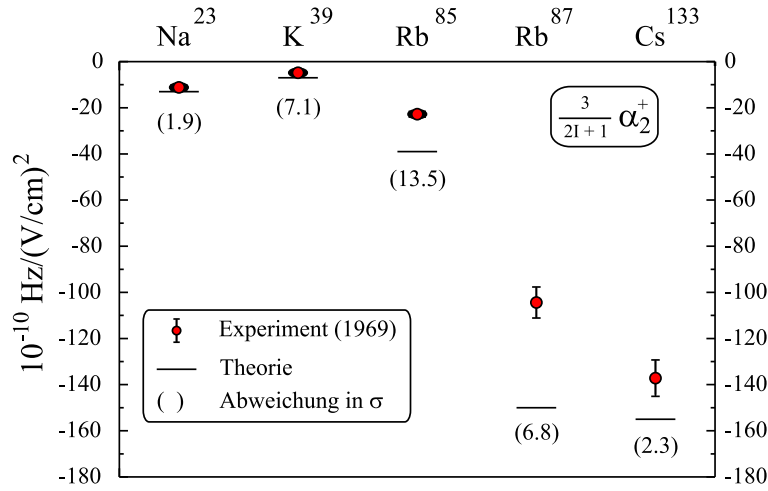 Na²³ K³⁹ Rb⁸⁵ Rb⁸⁷ Cs¹³³
0 0
-20 -20
-40 -40
-60 -60
-80 -80
-100 -100
-120 -120
-140 -140
-160 -160
-180 -180
10⁻¹⁰ Hz/(V/cm)²
3/(2I + 1) α₂⁺
(1.9)
(7.1)
(13.5)
(6.8)
(2.3)
Experiment (1969)
Theorie
( ) Abweichung in σ